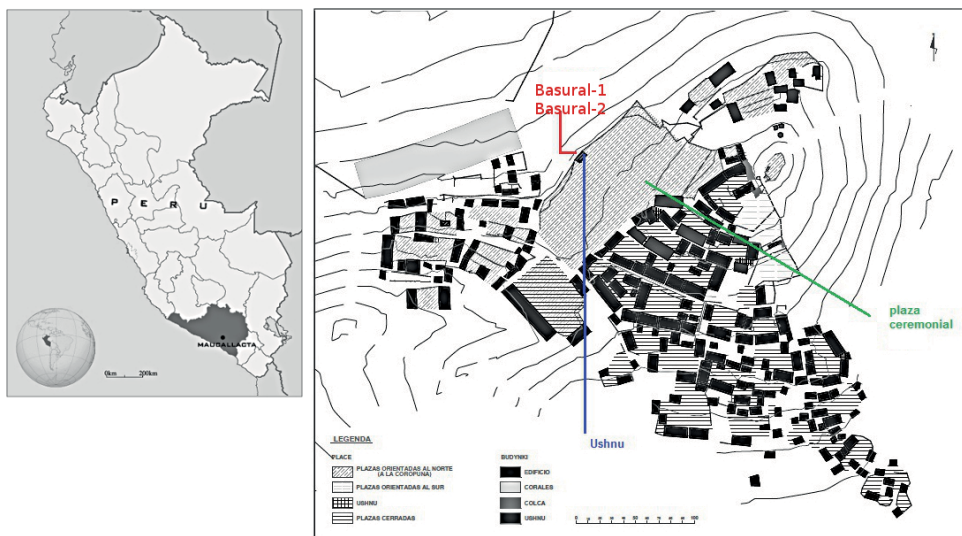 P E R U
MAUCALLACTA
0km 200km
Basural-1
Basural-2
plaza
ceremonial
Ushnu
LEGENDA
PLACE
PLAZAS ORIENTADAS AL NORTE
(A LA COROPUNA)
PLAZAS ORIENTADAS AL SUR
USHNU
PLAZAS CERRADAS
BUDYNKI
EDIFICIO
CORALES
COLCA
USHNU